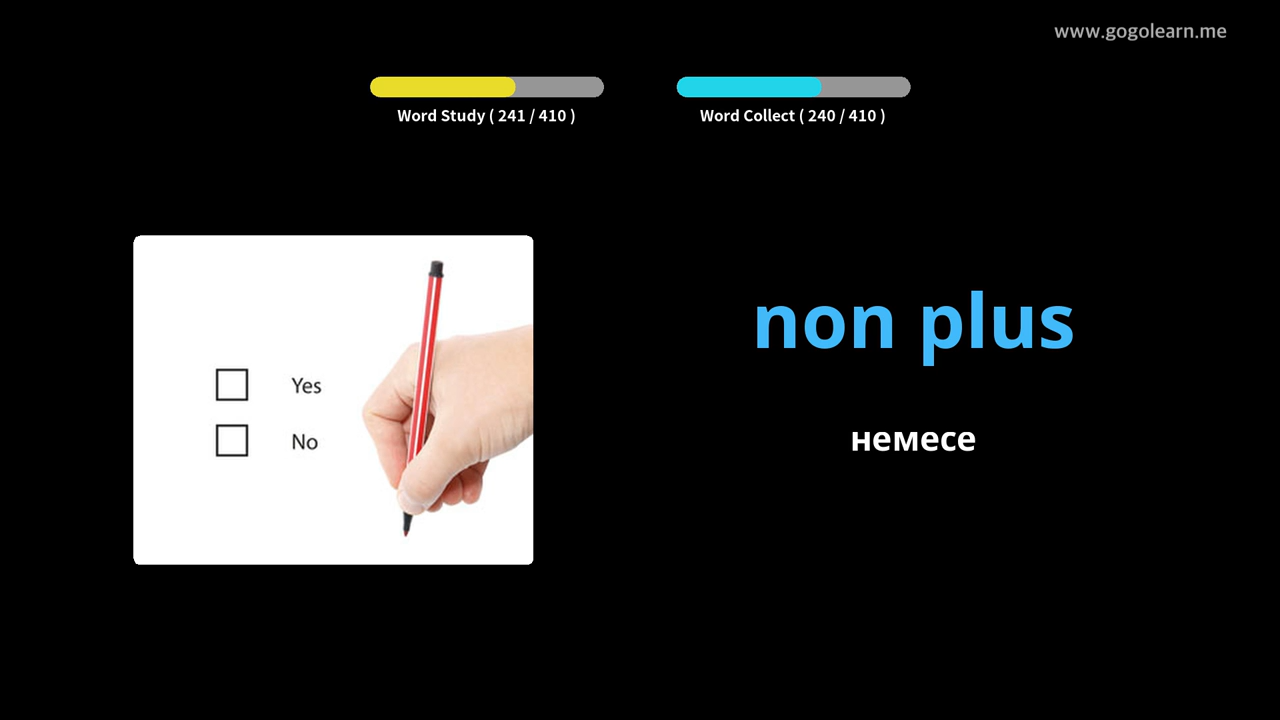 www.gogolearn.me
Word Study ( 241 / 410 )
Word Collect ( 240 / 410 )
Yes
No
non plus
немесе